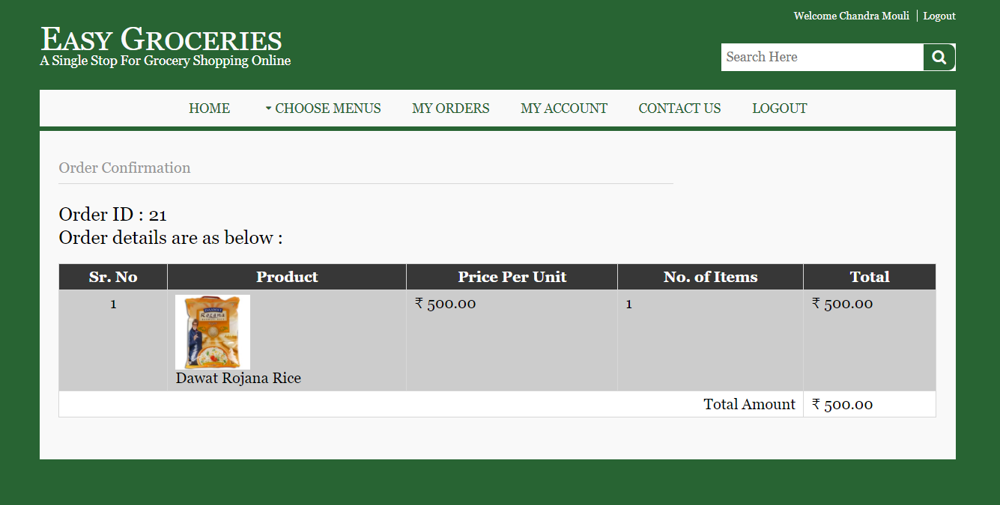 Welcome Chandra Mouli | Logout
EASY GROCERIES
A Single Stop For Grocery Shopping Online
Search Here
HOME CHOOSE MENUS MY ORDERS MY ACCOUNT CONTACT US LOGOUT
Order Confirmation
Order ID : 21
Order details are as below :
Sr. No Product Price Per Unit No. of Items Total
1 ₹ 500.00 1 ₹ 500.00
DAAWAT
Rozana
Dawat Rojana Rice
Total Amount ₹ 500.00